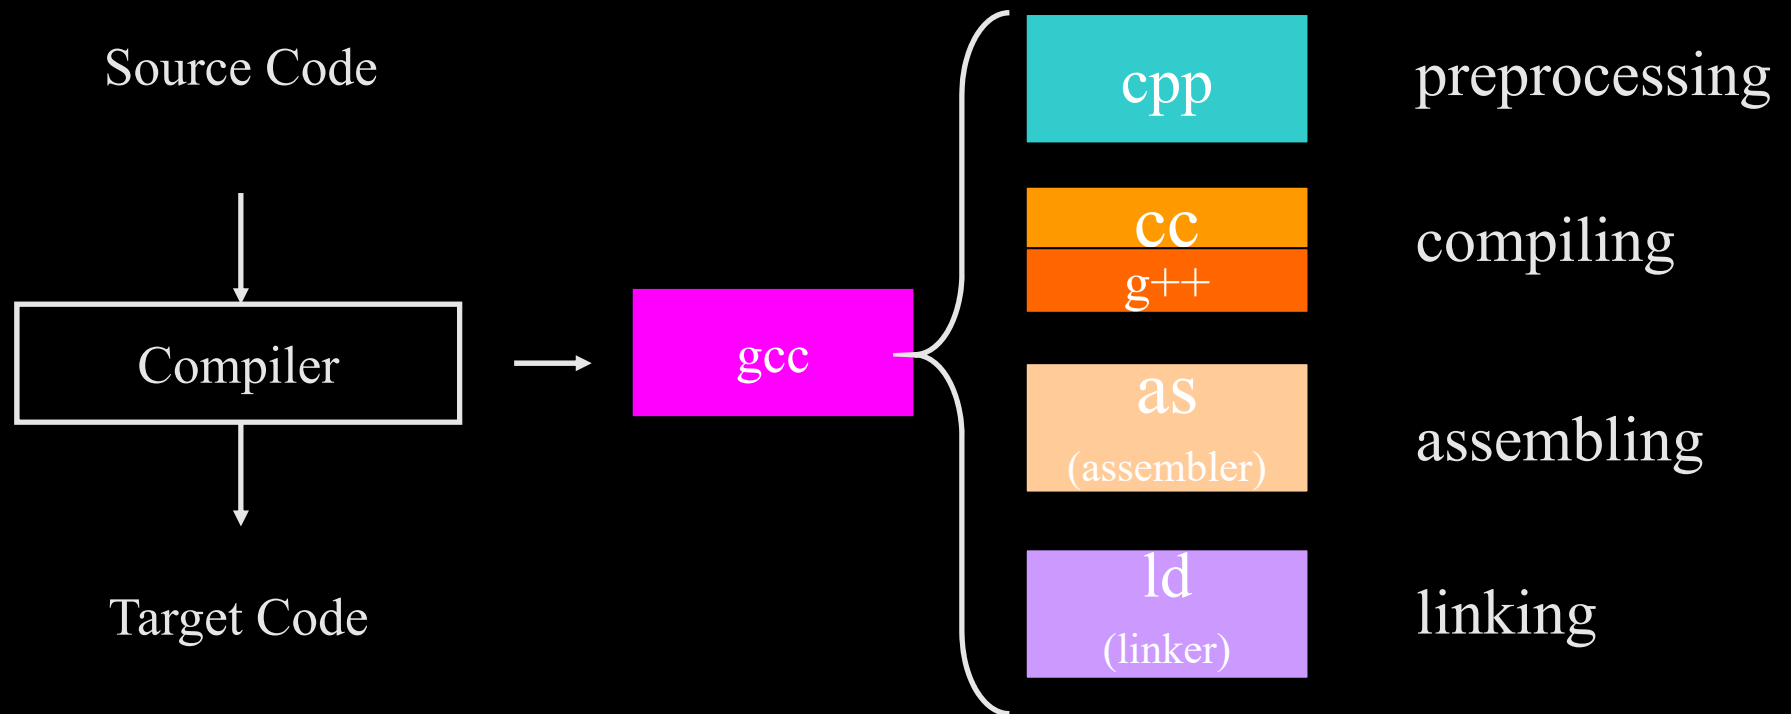 Source Code
Compiler
Target Code
gcc
cpp
preprocessing
cc
g++
compiling
as
(assembler)
assembling
ld
(linker)
linking